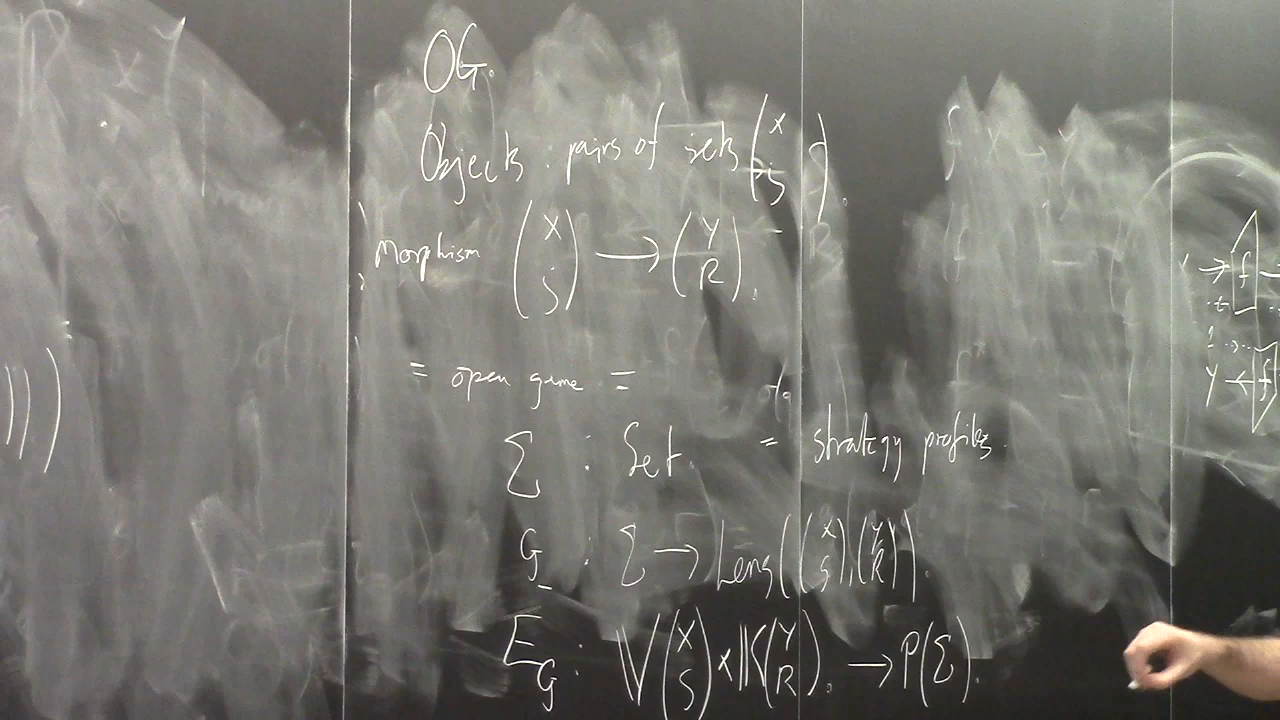 OG.
Objects : pairs of sets (X S).
Morphism (X S) → (Y R).
= open game =
Σ : Set. = strategy profiles.
G_ : Σ → Lens((X S), (Y R)).
E_G : 𝕍(X S) × 𝕂(Y R). → P(Σ).
f
Y ← f